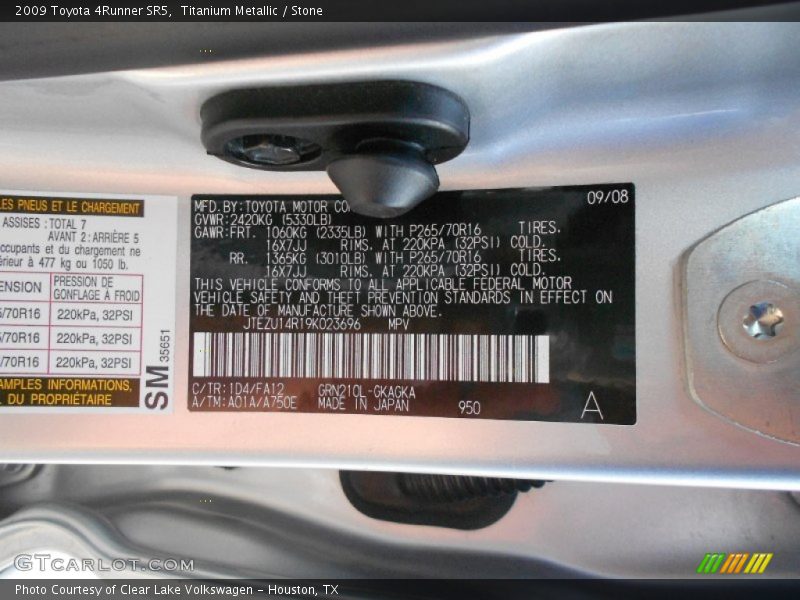 2009 Toyota 4Runner SR5, Titanium Metallic / Stone
LES PNEUS ET LE CHARGEMENT
ASSISES : TOTAL 7
AVANT 2 : ARRIÈRE 5
occupants et du chargement ne
477 kg ou 1050 lb.
PRESSION DE
GONFLAGE À FROID
/70R16 220kPa, 32PSI
/70R16 220kPa, 32PSI
/70R16 220kPa, 32PSI
AMPLES INFORMATIONS,
DU PROPRIÉTAIRE
SM 35651
09/08
MFD. BY: TOYOTA MOTOR
GVWR: 2420KG (5330LB)
GAWR: FRT. 1060KG (2335LB) WITH P265/70R16 TIRES.
16X7JJ RIMS. AT 220KPA (32PSI) COLD.
RR. 1365KG (3010LB) WITH P265/70R16 TIRES.
16X7JJ RIMS. AT 220KPA (32PSI) COLD.
THIS VEHICLE CONFORMS TO ALL APPLICABLE FEDERAL MOTOR
VEHICLE SAFETY AND THEFT PREVENTION STANDARDS IN EFFECT ON
THE DATE OF MANUFACTURE SHOWN ABOVE.
JTEZU14R19K023696 MPV
C/TR: 1D4/FA12 GRN210L-GKAGKA
A/TM: A01A/A750E MADE IN JAPAN 950 A
GTCARLOT.COM
Photo Courtesy of Clear Lake Volkswagen - Houston, TX